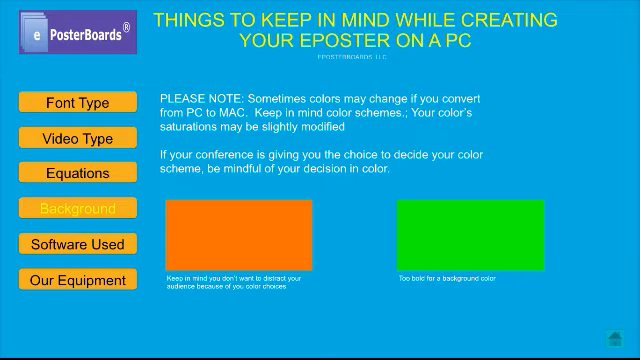 e PosterBoards®
THINGS TO KEEP IN MIND WHILE CREATING
YOUR EPOSTER ON A PC
EPOSTERBOARDS LLC
Font Type
Video Type
Equations
Background
Software Used
Our Equipment
PLEASE NOTE: Sometimes colors may change if you convert
from PC to MAC. Keep in mind color schemes.; Your color's
saturations may be slightly modified
If your conference is giving you the choice to decide your color
scheme, be mindful of your decision in color.
Keep in mind you don't want to distract your
audience because of you color choices
Too bold for a background color